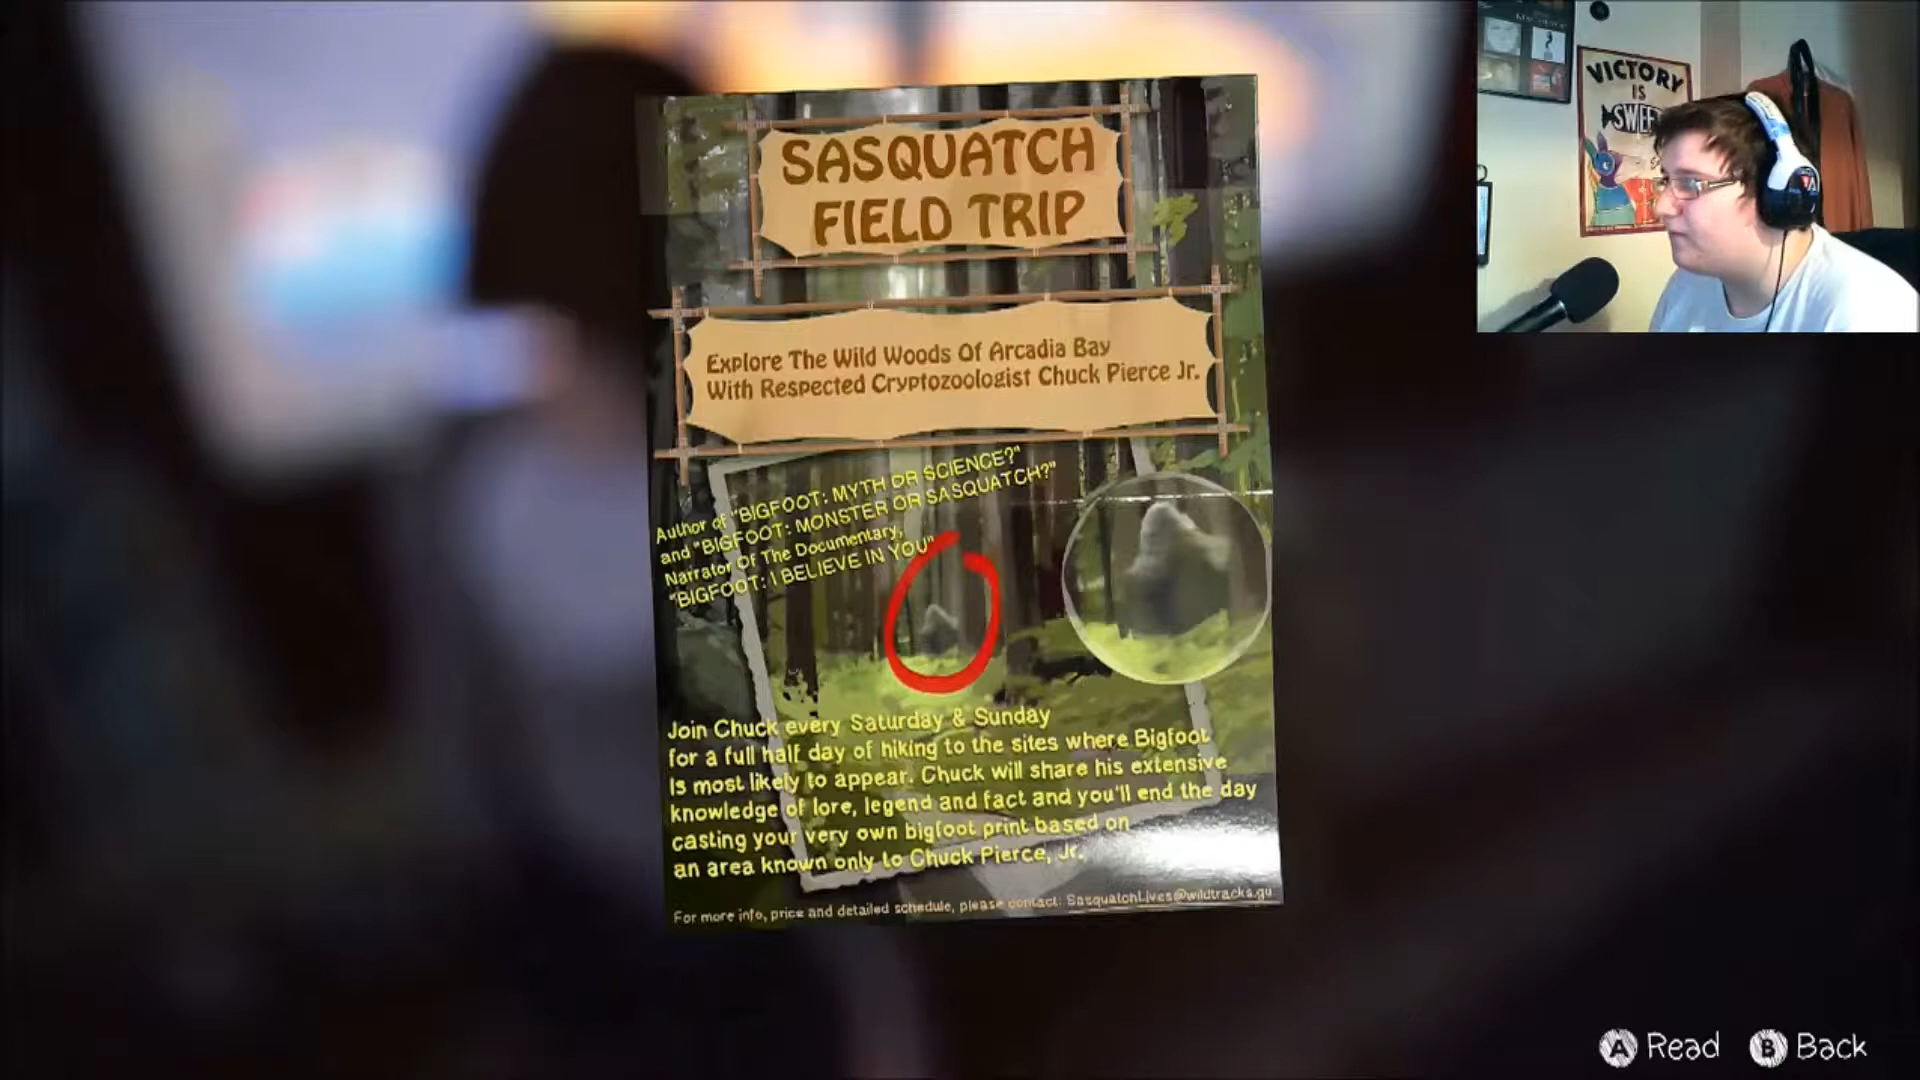 SASQUATCH
FIELD TRIP
Explore The Wild Woods Of Arcadia Bay
With Respected Cryptozoologist Chuck Pierce Jr.
Author of "BIGFOOT: MYTH OR SCIENCE?"
and "BIGFOOT: MONSTER OR SASQUATCH?"
Narrator Of The Documentary,
"BIGFOOT: I BELIEVE IN YOU"
Join Chuck every Saturday & Sunday
for a full half day of hiking to the sites where Bigfoot
Is most likely to appear. Chuck will share his extensive
knowledge of lore, legend and fact and you'll end the day
casting your very own bigfoot print based on
an area known only to Chuck Pierce, Jr.
For more info, price and detailed schedule, please contact: SasquatchLives@wildtracks.gu
VICTORY
IS
SWEET
A Read
B Back